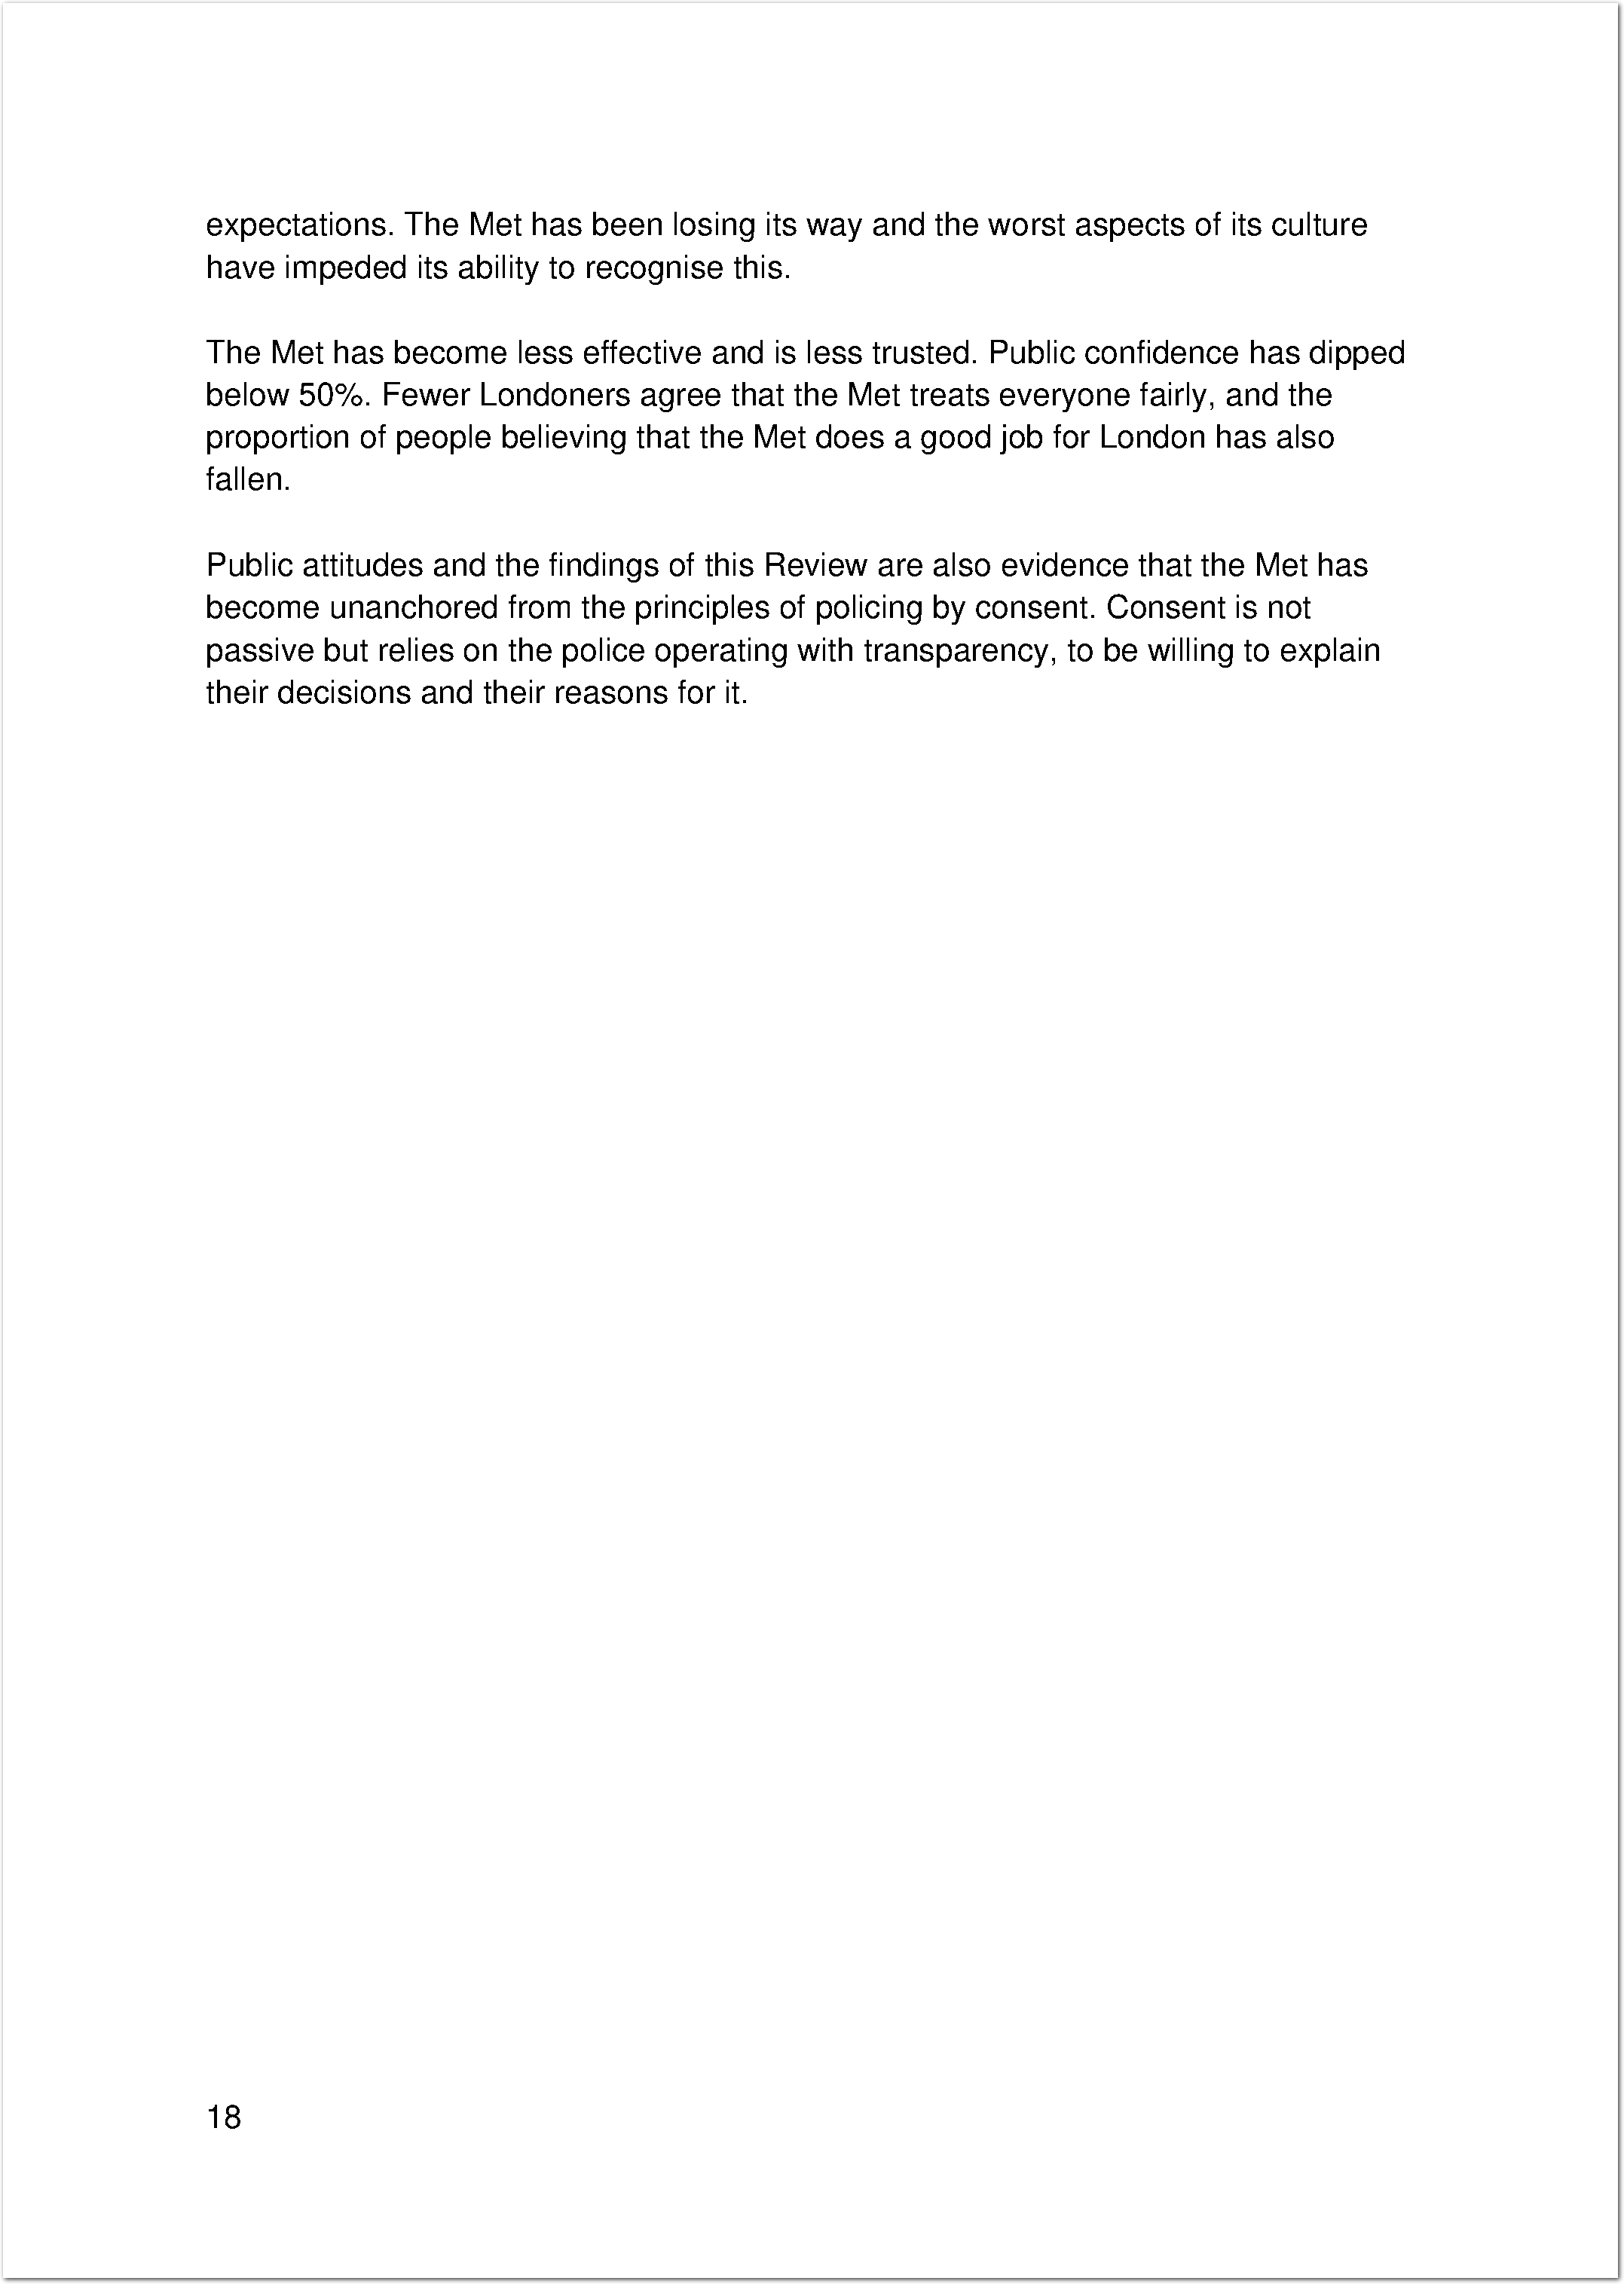 expectations. The Met has been losing its way and the worst aspects of its culture
have impeded its ability to recognise this.
The Met has become less effective and is less trusted. Public confidence has dipped
below 50%. Fewer Londoners agree that the Met treats everyone fairly, and the
proportion of people believing that the Met does a good job for London has also
fallen.
Public attitudes and the findings of this Review are also evidence that the Met has
become unanchored from the principles of policing by consent. Consent is not
passive but relies on the police operating with transparency, to be willing to explain
their decisions and their reasons for it.
18